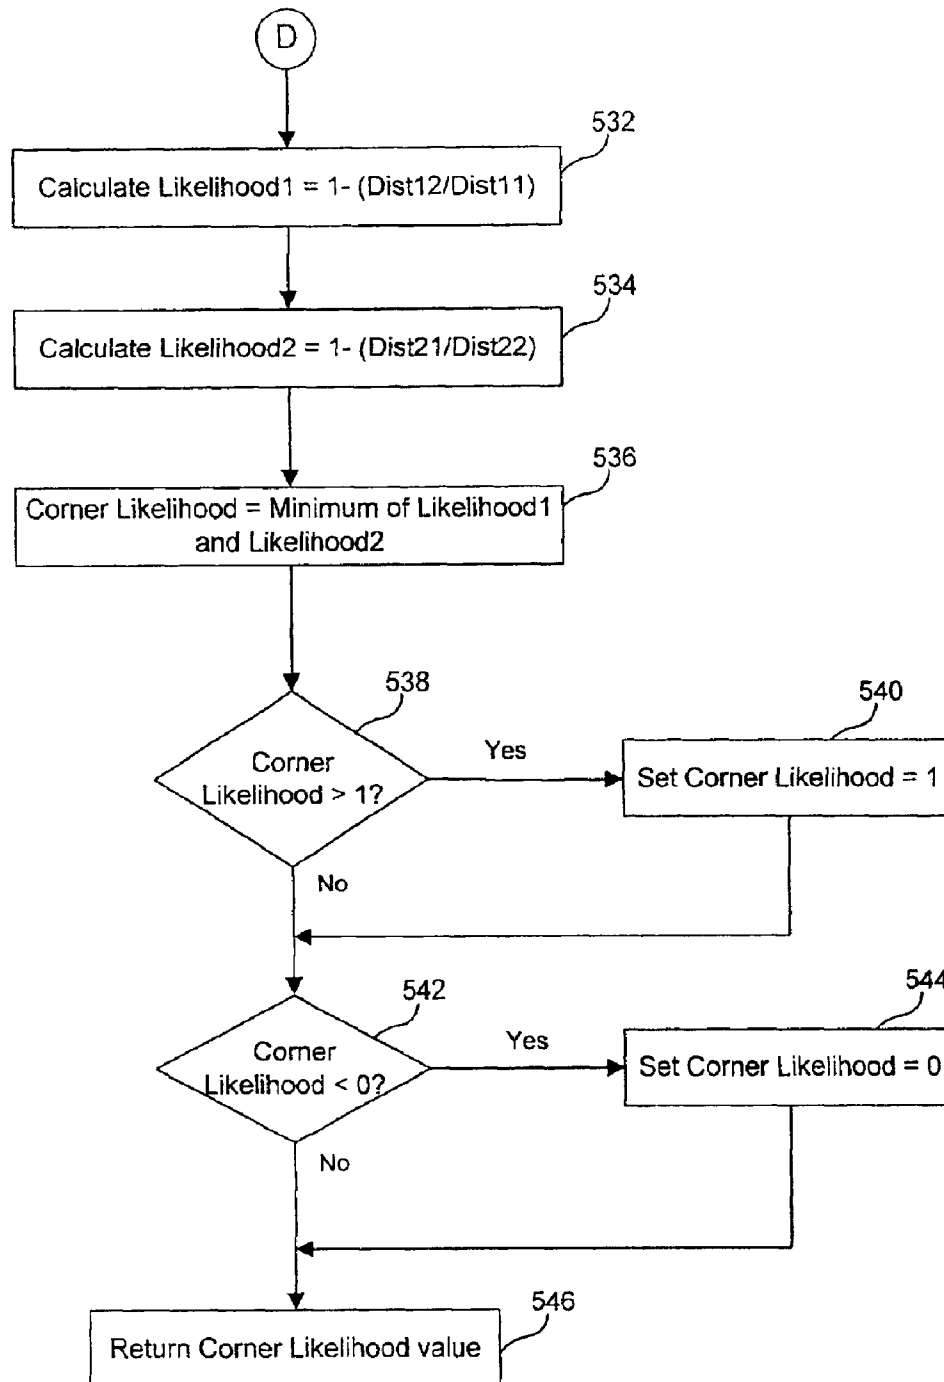 D
532
Calculate Likelihood1 = 1- (Dist12/Dist11)
534
Calculate Likelihood2 = 1- (Dist21/Dist22)
536
Corner Likelihood = Minimum of Likelihood1
and Likelihood2
538
Corner
Likelihood > 1?
Yes
540
Set Corner Likelihood = 1
No
542
Corner
Likelihood < 0?
Yes
544
Set Corner Likelihood = 0
No
546
Return Corner Likelihood value